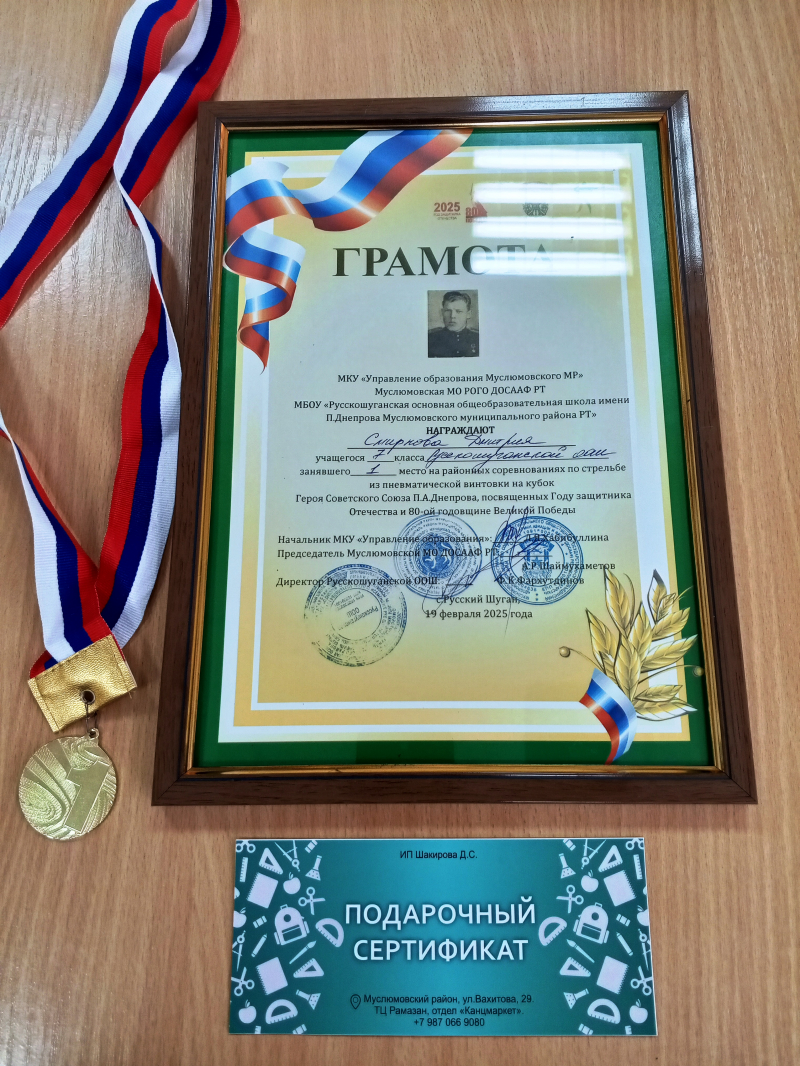 2025
ГРАМОТА
МКУ «Управление образования Муслюмовского МР»
Муслюмовская МО РОГО ДОСААФ РТ
МБОУ «Русскошуганская основная общеобразовательная школа имени
П.Днепрова Муслюмовского муниципального района РТ»
НАГРАЖДАЮТ
Смирнова Дмитрия
учащегося 7 класса Русскошуганской оош
занявшего 1 место на районных соревнованиях по стрельбе
из пневматической винтовки на кубок
Героя Советского Союза П.А.Днепрова, посвященных Году защитника
Отечества и 80-ой годовщине Великой Победы
Начальник МКУ «Управление образования»: Хабибуллина
Председатель Муслюмовской МО ДОСААФ РТ:
А.Р Шаймухаметов
Директор Русскошуганской ООШ: Ф.К Фархутдинов
с.Русский Шуган,
19 февраля 2025 года
1
ИП Шакирова Д.С.
ПОДАРОЧНЫЙ
СЕРТИФИКАТ
Муслюмовский район, ул.Вахитова, 29.
ТЦ Рамазан, отдел «Канцмаркет».
+7 987 066 9080